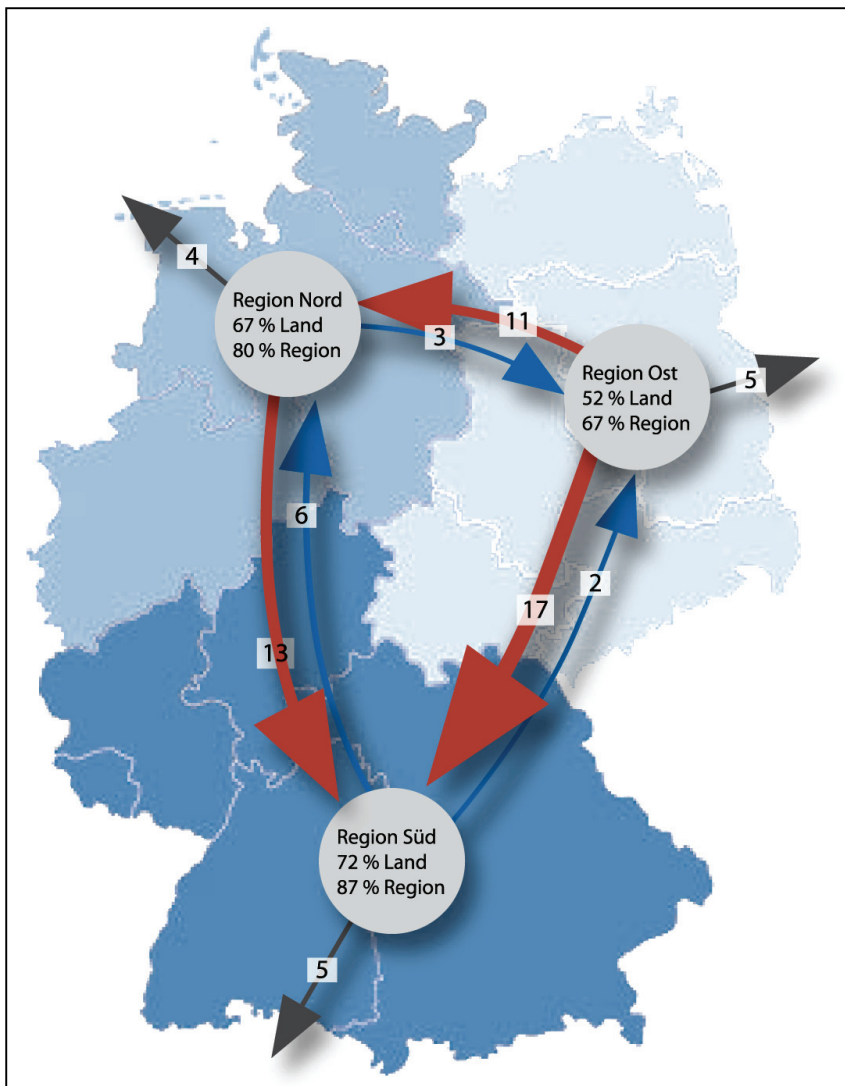 4
Region Nord
67 % Land
80 % Region
11
3
Region Ost
52 % Land
67 % Region
5
6
2
17
13
Region Süd
72 % Land
87 % Region
5